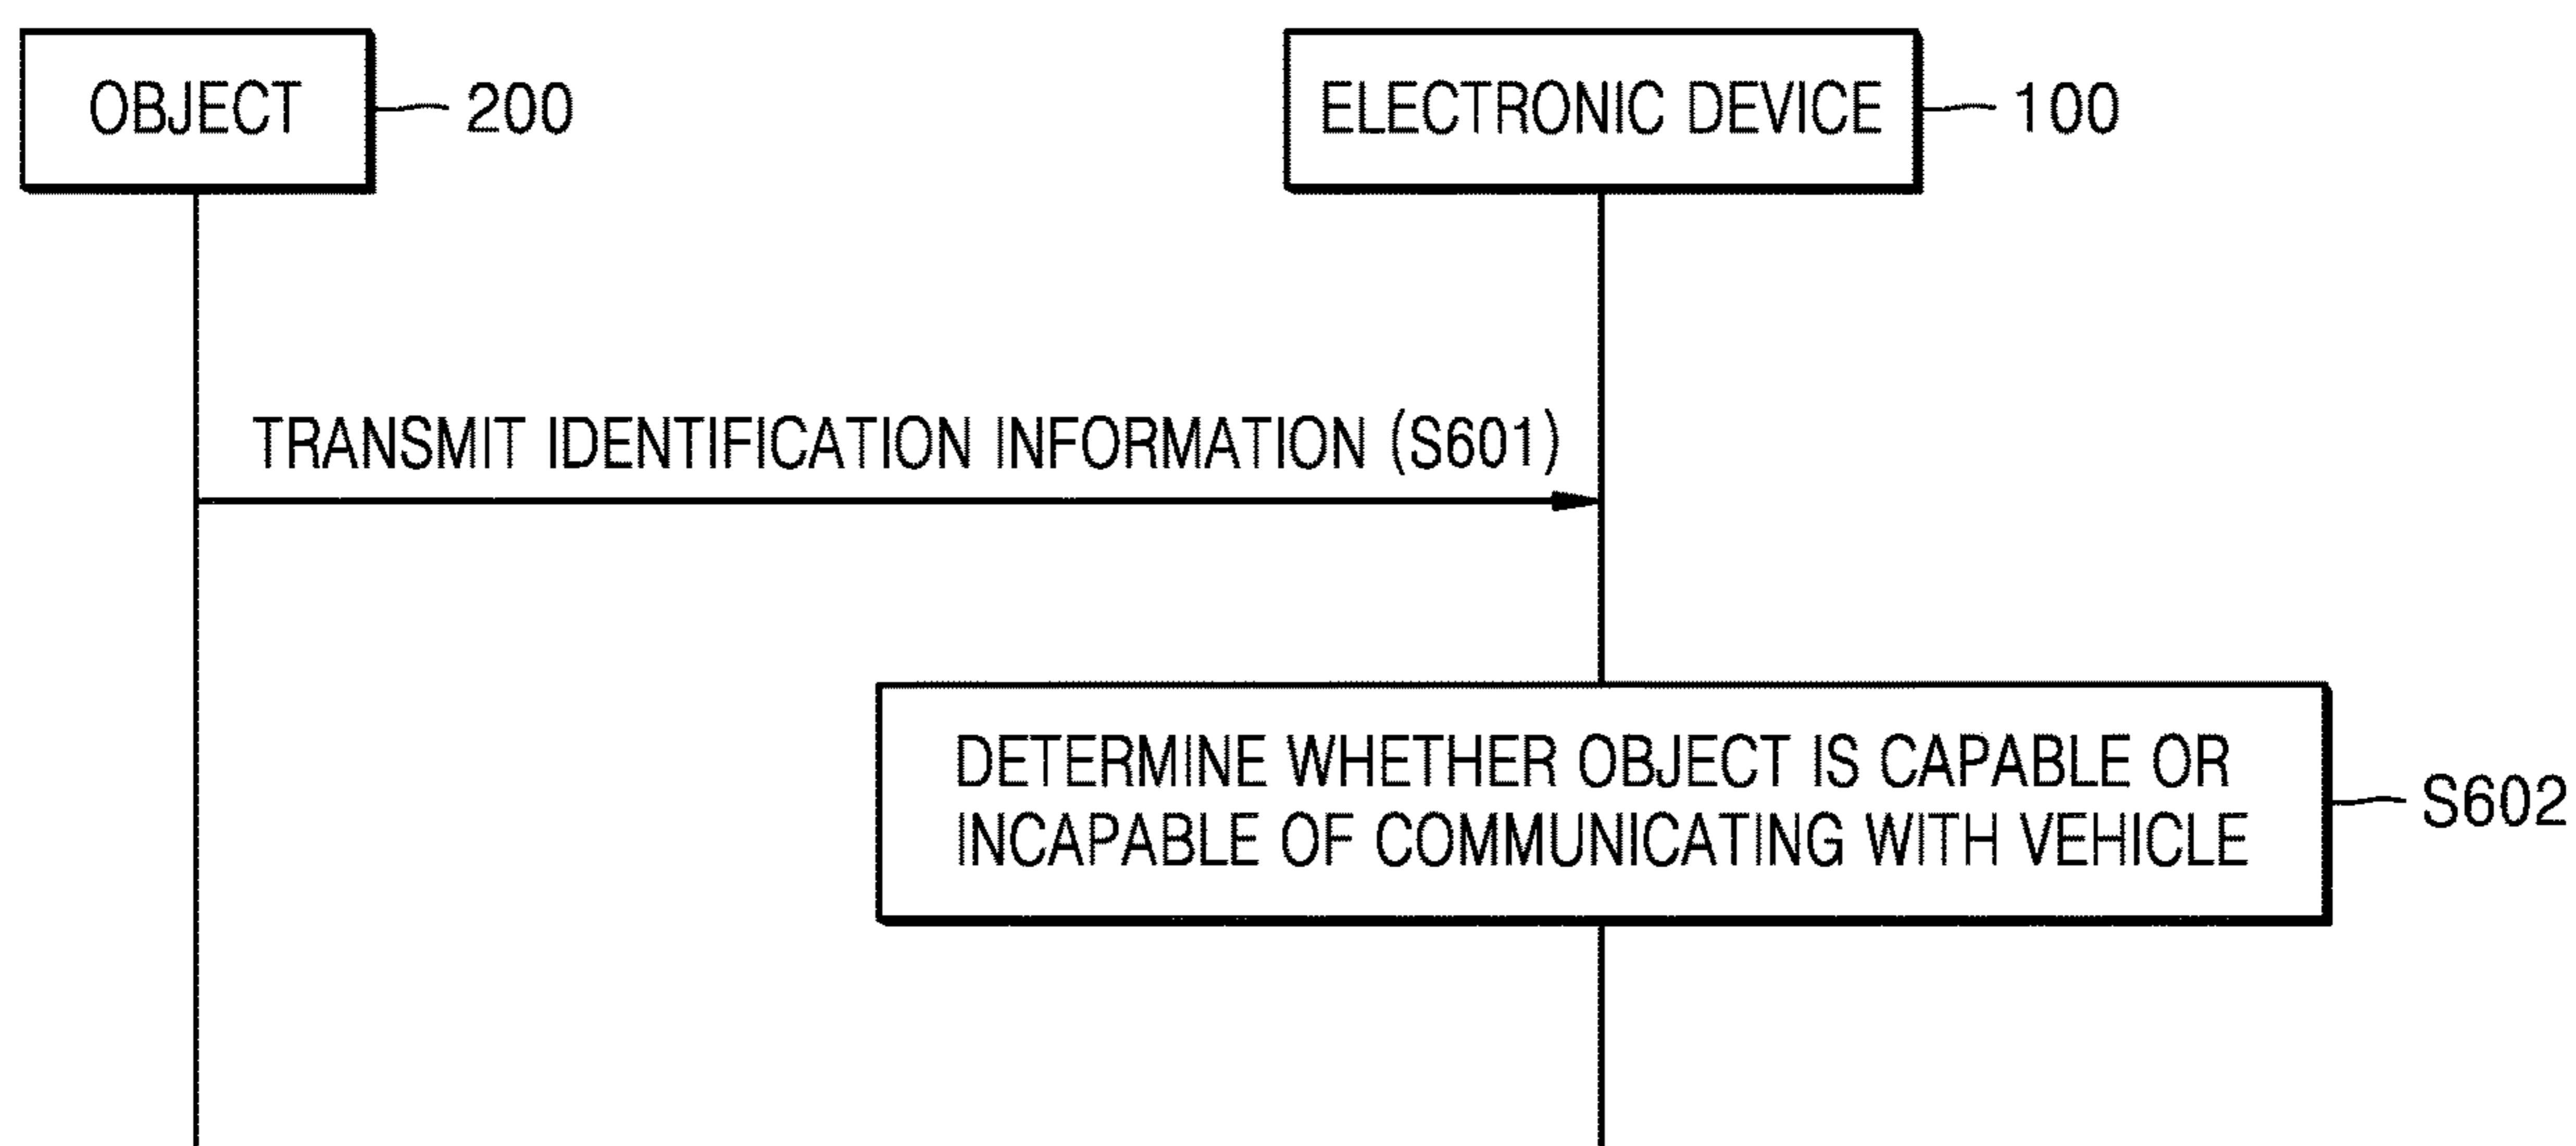 OBJECT
200
ELECTRONIC DEVICE
100
TRANSMIT IDENTIFICATION INFORMATION (S601)
DETERMINE WHETHER OBJECT IS CAPABLE OR
INCAPABLE OF COMMUNICATING WITH VEHICLE
S602